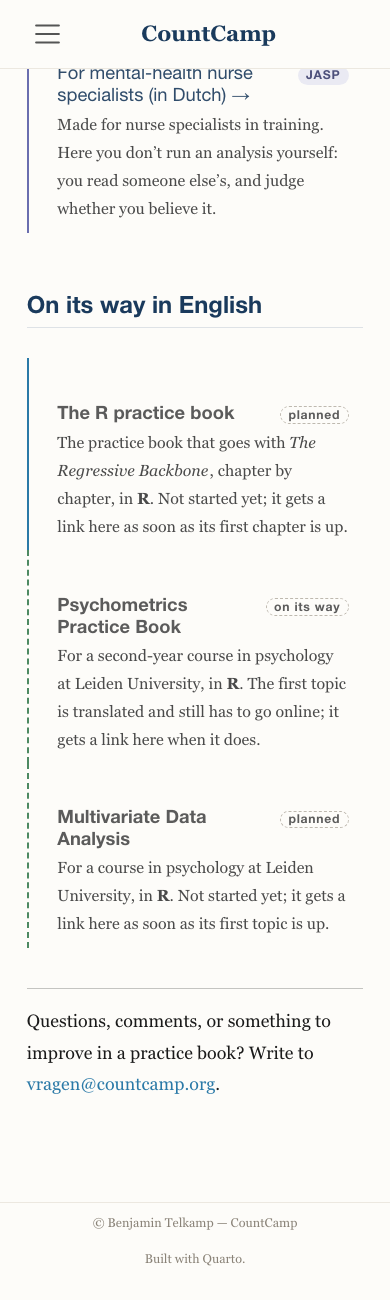 CountCamp
For mental-health nurse
specialists (in Dutch) →
JASP
Made for nurse specialists in training.
Here you don’t run an analysis yourself:
you read someone else’s, and judge
whether you believe it.
On its way in English
The R practice book
planned
The practice book that goes with The
Regressive Backbone, chapter by
chapter, in R. Not started yet; it gets a
link here as soon as its first chapter is up.
Psychometrics
Practice Book
on its way
For a second-year course in psychology
at Leiden University, in R. The first topic
is translated and still has to go online; it
gets a link here when it does.
Multivariate Data
Analysis
planned
For a course in psychology at Leiden
University, in R. Not started yet; it gets a
link here as soon as its first topic is up.
Questions, comments, or something to
improve in a practice book? Write to
vragen@countcamp.org.
© Benjamin Telkamp — CountCamp
Built with Quarto.